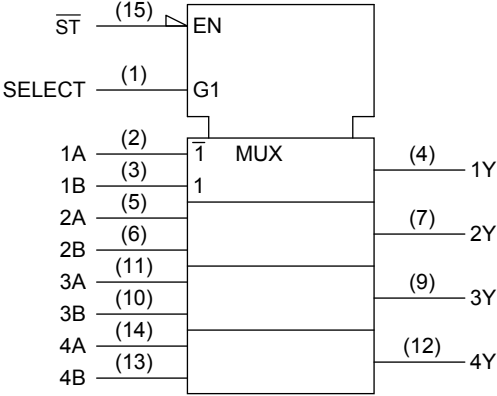 S̅T̅ (15) EN
SELECT (1) G1
1A (2) 1̅ MUX (4) 1Y
1B (3) 1
2A (5) (7) 2Y
2B (6)
3A (11) (9) 3Y
3B (10)
4A (14) (12) 4Y
4B (13)